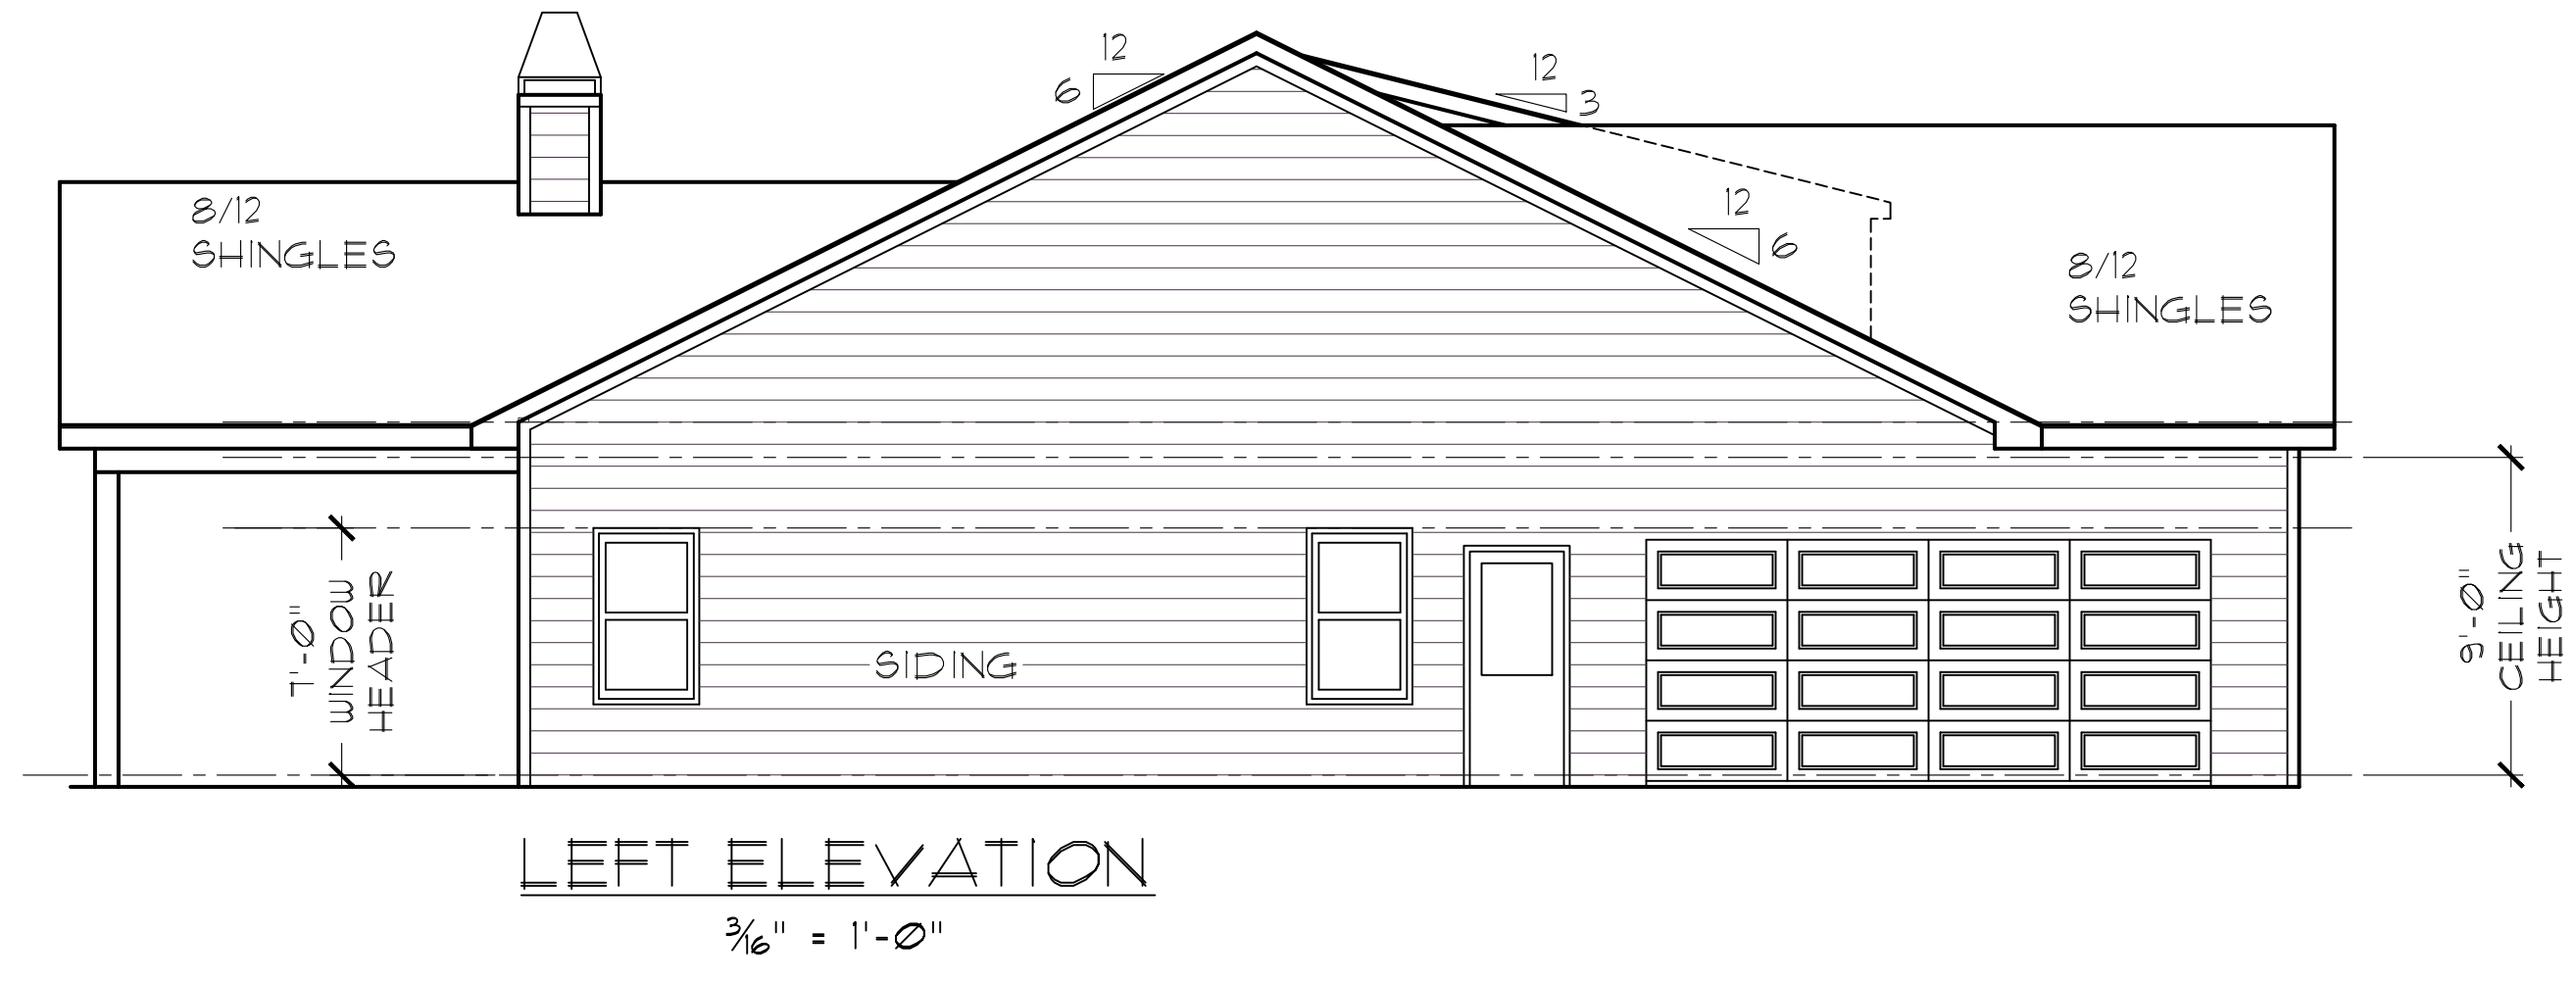 12
6
12
3
8/12
SHINGLES
12
6
8/12
SHINGLES
7'-0"
WINDOW
HEADER
SIDING
9'-0"
CEILING
HEIGHT
LEFT ELEVATION
3/16" = 1'-0"